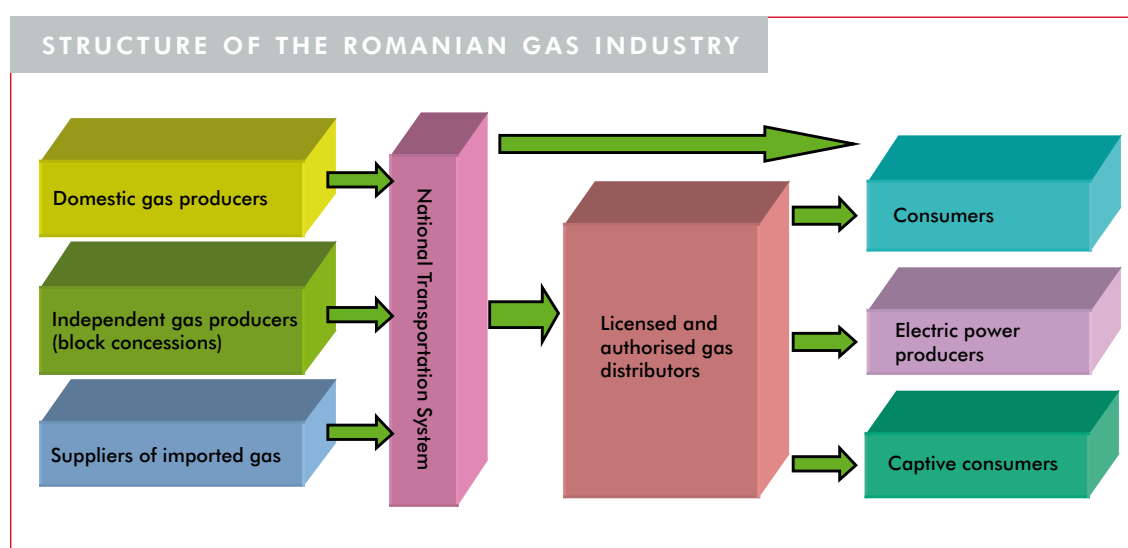 STRUCTURE OF THE ROMANIAN GAS INDUSTRY
Domestic gas producers
Independent gas producers
(block concessions)
Suppliers of imported gas
National Transportation System
Licensed and
authorised gas
distributors
Consumers
Electric power
producers
Captive consumers